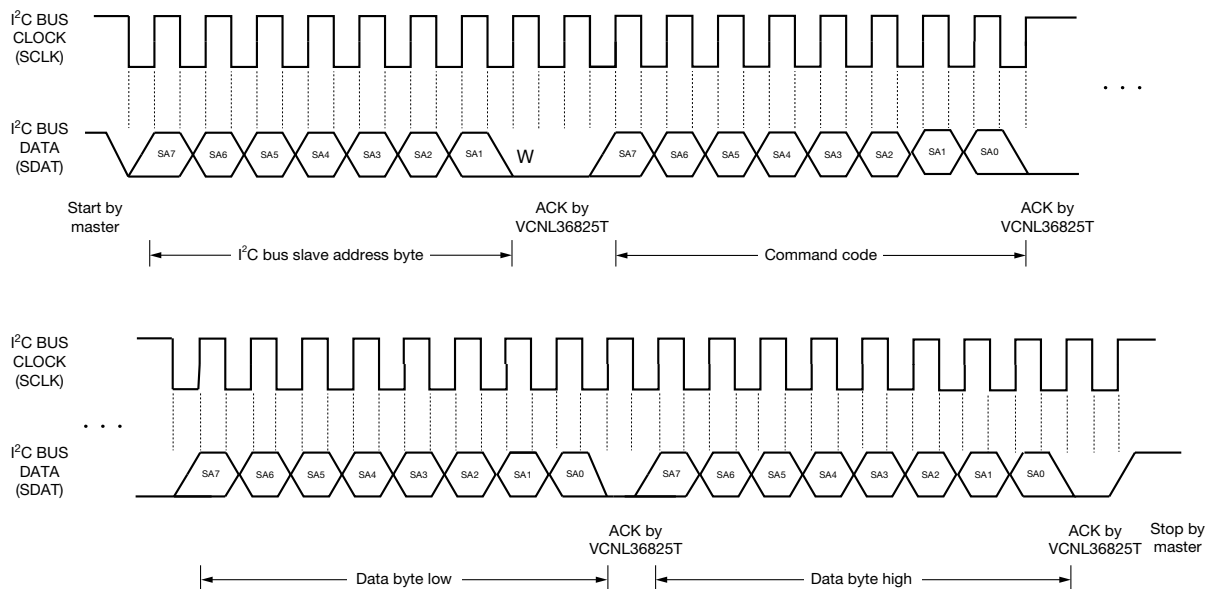 I²C BUS
CLOCK
(SCLK)
. . .
I²C BUS
DATA
(SDAT)
SA7 SA6 SA5 SA4 SA3 SA2 SA1 W SA7 SA6 SA5 SA4 SA3 SA2 SA1 SA0
Start by
master
ACK by
VCNL36825T
ACK by
VCNL36825T
I²C bus slave address byte
Command code
I²C BUS
CLOCK
(SCLK)
. . .
I²C BUS
DATA
(SDAT)
SA7 SA6 SA5 SA4 SA3 SA2 SA1 SA0 SA7 SA6 SA5 SA4 SA3 SA2 SA1 SA0
ACK by
VCNL36825T
ACK by
VCNL36825T
Stop by
master
Data byte low
Data byte high